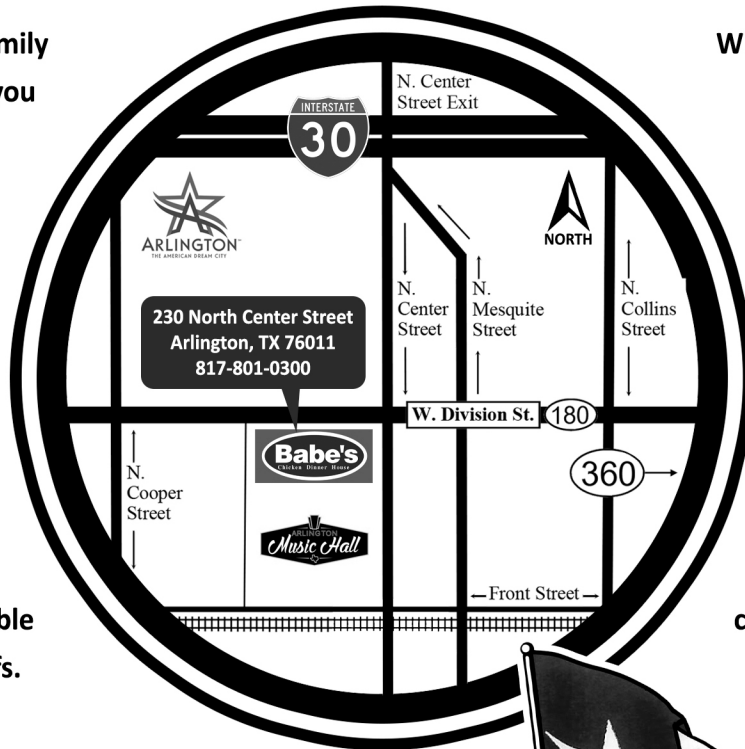 you
W
N. Center
Street Exit
INTERSTATE
30
ARLINGTON™
THE AMERICAN DREAM CITY
NORTH
N.
Center
Street
N.
Mesquite
Street
N.
Collins
Street
230 North Center Street
Arlington, TX 76011
817-801-0300
W. Division St.
180
Babe's
Chicken Dinner House
360
N.
Cooper
Street
ARLINGTON
Music Hall
Front Street
c